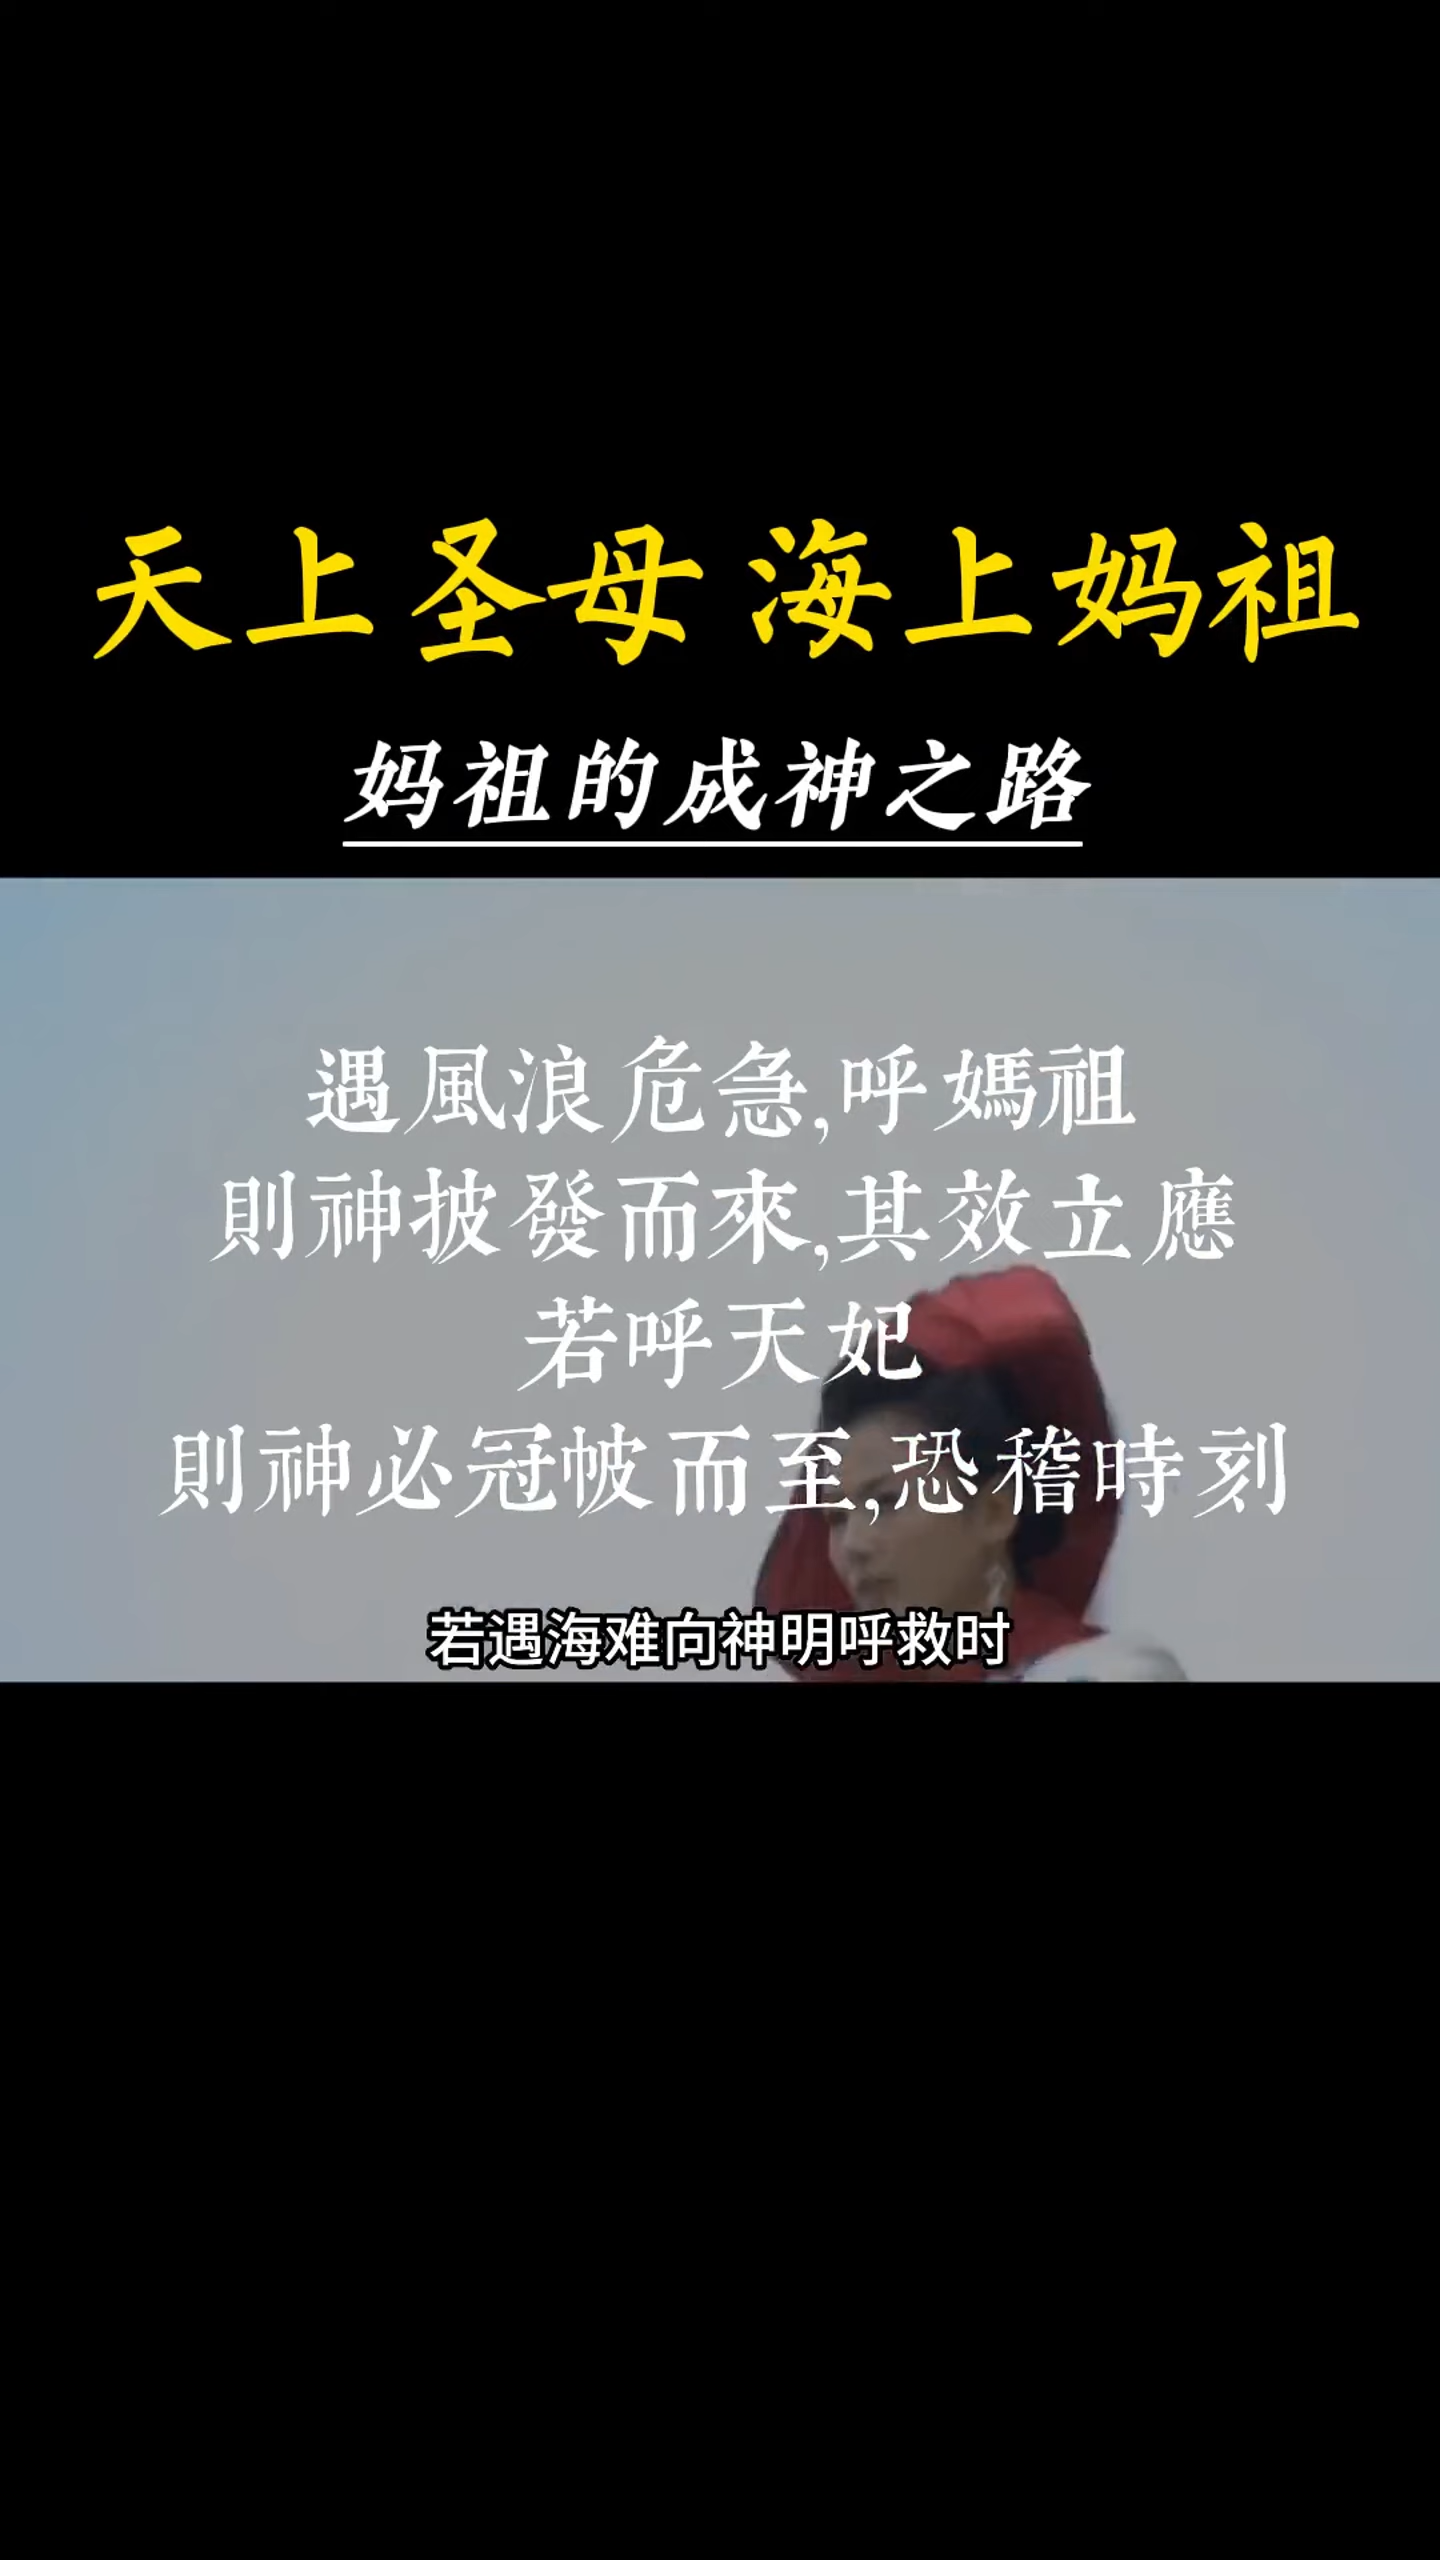 天上圣母 海上妈祖
妈祖的成神之路
遇風浪危急,呼媽祖
則神披發而來,其效立應
若呼天妃
則神必冠帔而至,恐稽時刻
若遇海难向神明呼救时